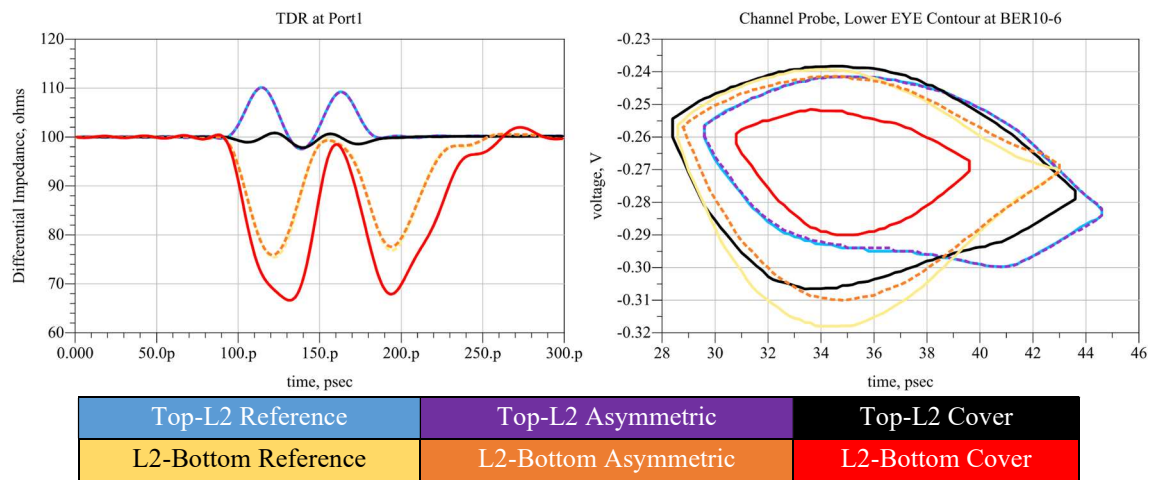 TDR at Port1
120
110
100
90
80
70
60
Differential Impedance, ohms
0.000
50.0.p
100.p
150.p
200.p
250.p
300.p
time, psec
Channel Probe, Lower EYE Contour at BER10-6
-0.23
-0.24
-0.25
-0.26
-0.27
-0.28
-0.29
-0.30
-0.31
-0.32
voltage, V
28
30
32
34
36
38
40
42
44
46
time, psec
Top-L2 Reference
Top-L2 Asymmetric
Top-L2 Cover
L2-Bottom Reference
L2-Bottom Asymmetric
L2-Bottom Cover